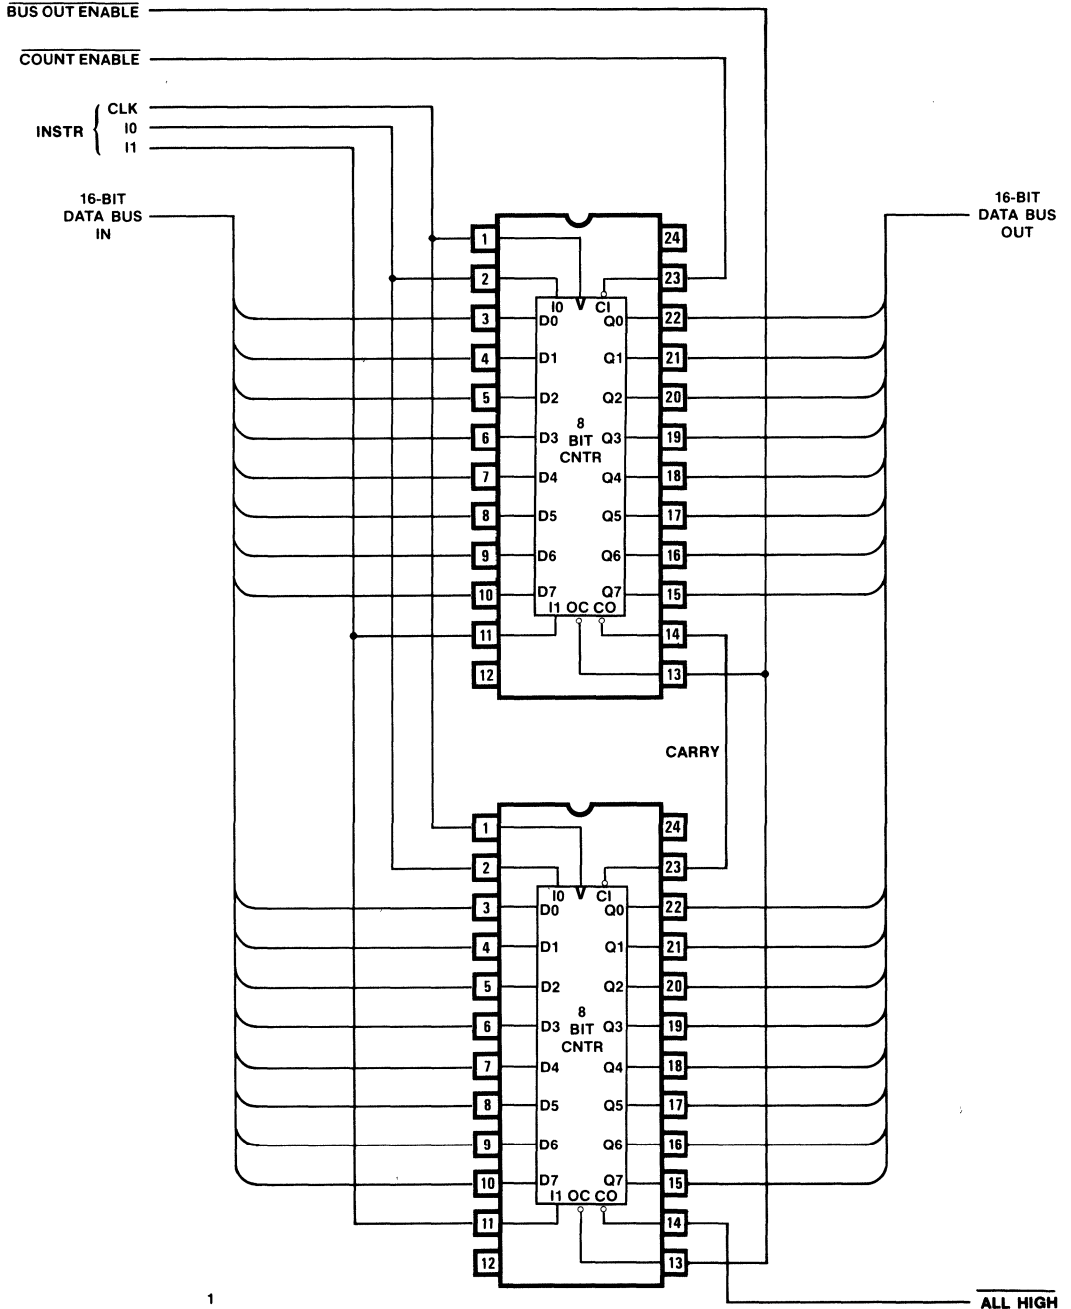 BUS OUT ENABLE
COUNT ENABLE
CLK
INSTR
I0
I1
16-BIT
DATA BUS
IN
16-BIT
DATA BUS
OUT
1
24
2
23
I0
CI
3
D0
Q0
22
4
D1
Q1
21
5
D2
Q2
20
8
6
D3
BIT
Q3
19
CNTR
7
D4
Q4
18
8
D5
Q5
17
9
D6
Q6
16
10
D7
Q7
15
I1 OC CO
11
14
12
13
CARRY
1
24
2
23
I0
CI
3
D0
Q0
22
4
D1
Q1
21
5
D2
Q2
20
8
6
D3
BIT
Q3
19
CNTR
7
D4
Q4
18
8
D5
Q5
17
9
D6
Q6
16
10
D7
Q7
15
I1 OC CO
11
14
12
13
1
ALL HIGH